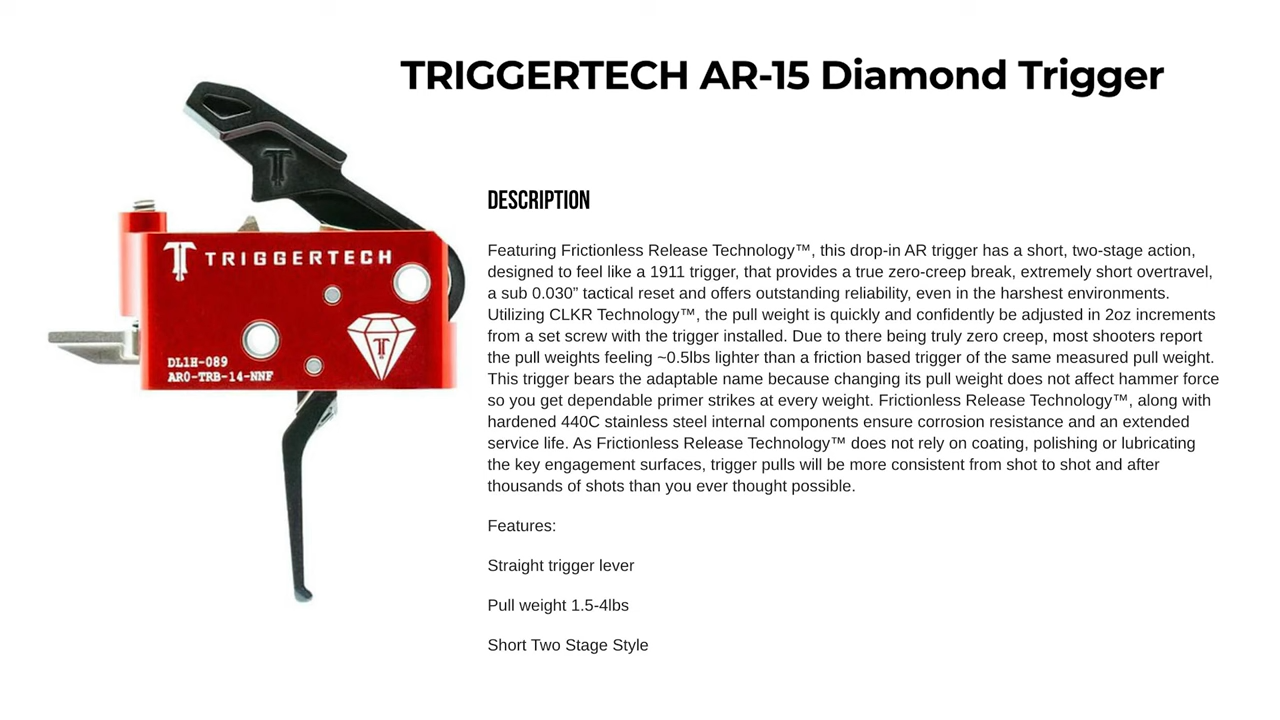 TRIGGERTECH AR-15 Diamond Trigger
TRIGGERTECH
DL1H-089
AR0-TRB-14-NNF
DESCRIPTION
Featuring Frictionless Release Technology™, this drop-in AR trigger has a short, two-stage action,
designed to feel like a 1911 trigger, that provides a true zero-creep break, extremely short overtravel,
a sub 0.030” tactical reset and offers outstanding reliability, even in the harshest environments.
Utilizing CLKR Technology™, the pull weight is quickly and confidently be adjusted in 2oz increments
from a set screw with the trigger installed. Due to there being truly zero creep, most shooters report
the pull weights feeling ~0.5lbs lighter than a friction based trigger of the same measured pull weight.
This trigger bears the adaptable name because changing its pull weight does not affect hammer force
so you get dependable primer strikes at every weight. Frictionless Release Technology™, along with
hardened 440C stainless steel internal components ensure corrosion resistance and an extended
service life. As Frictionless Release Technology™ does not rely on coating, polishing or lubricating
the key engagement surfaces, trigger pulls will be more consistent from shot to shot and after
thousands of shots than you ever thought possible.
Features:
Straight trigger lever
Pull weight 1.5-4lbs
Short Two Stage Style